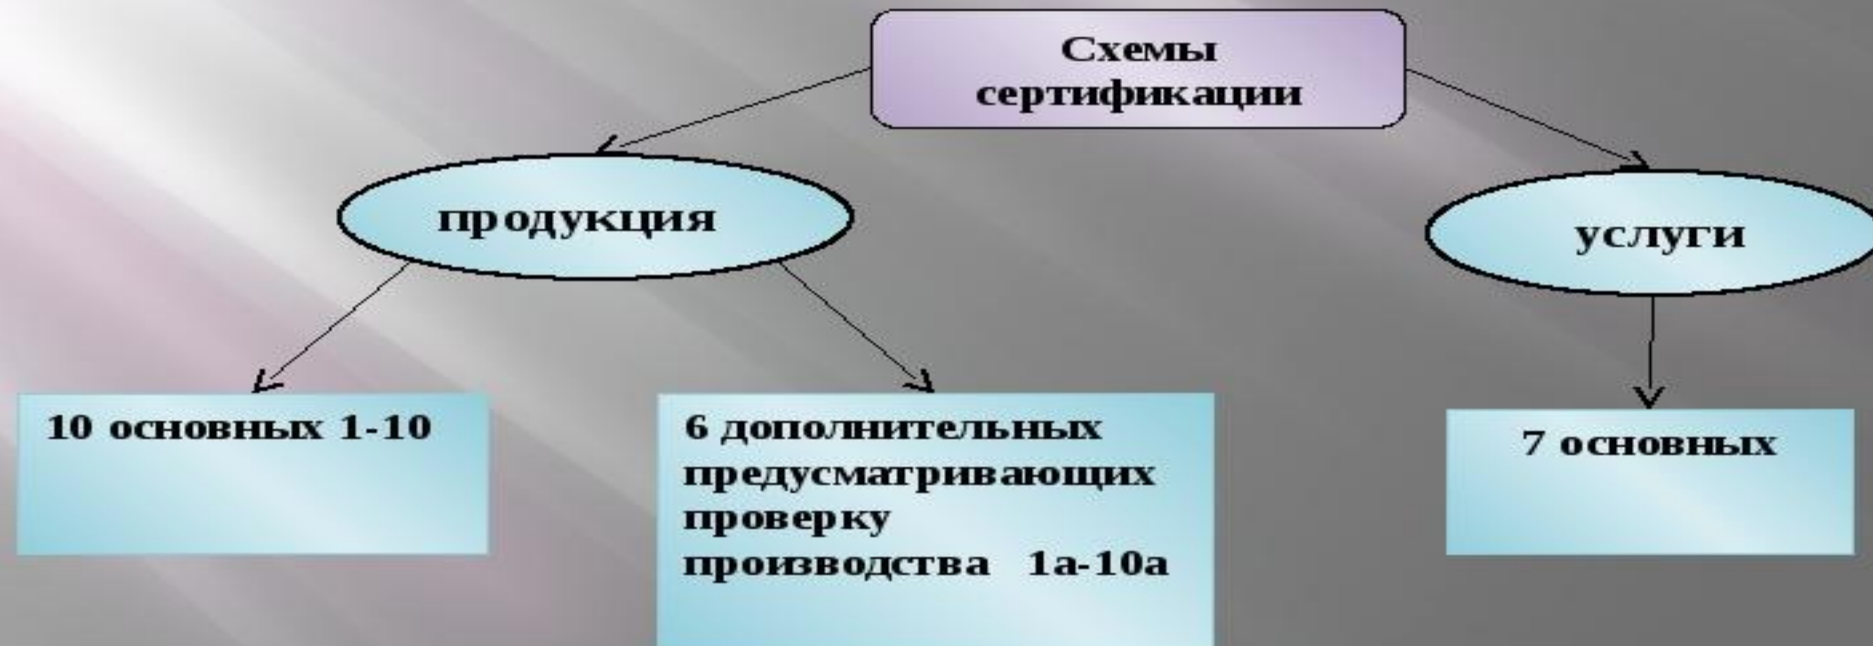 Схемы
сертификации
продукция
услуги
10 основных 1-10
6 дополнительных
предусматривающих
проверку
производства 1а-10а
7 основных